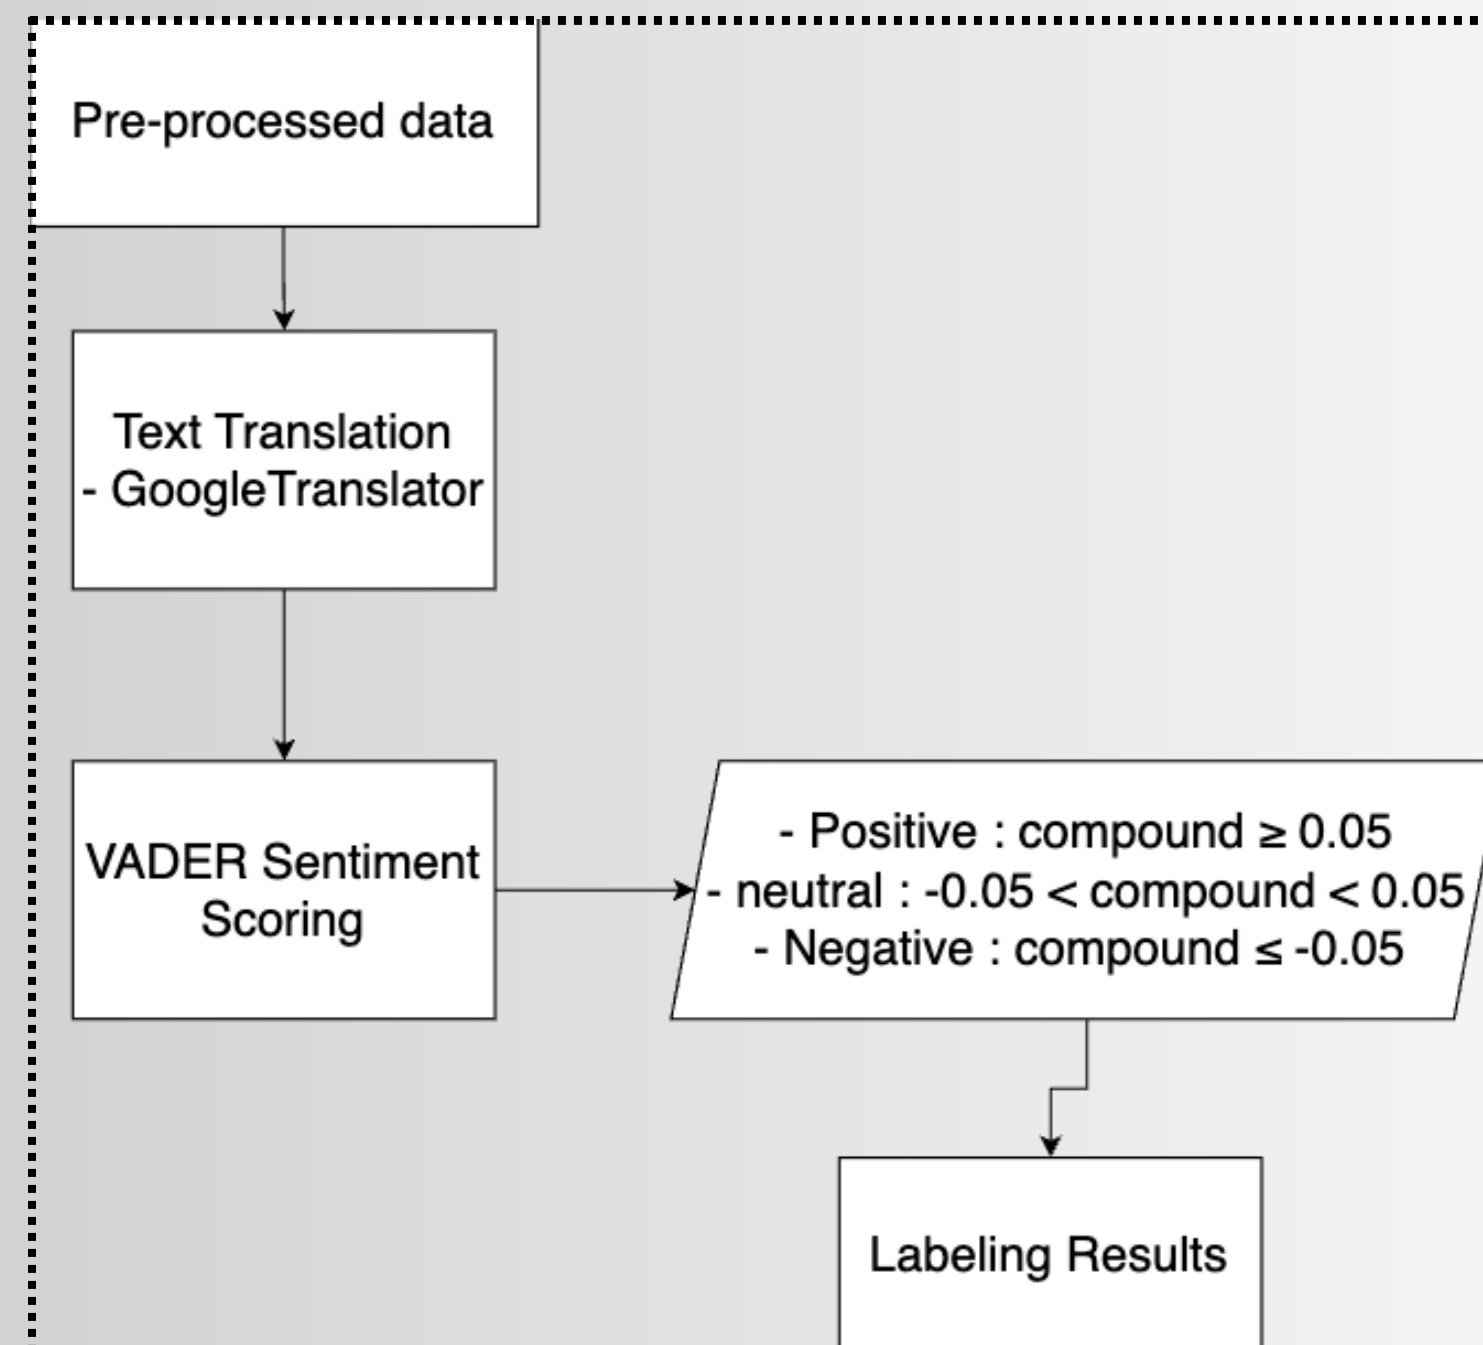 Pre-processed data
Text Translation
- GoogleTranslator
VADER Sentiment
Scoring
- Positive : compound ≥ 0.05
- neutral : -0.05 < compound < 0.05
- Negative : compound ≤ -0.05
Labeling Results